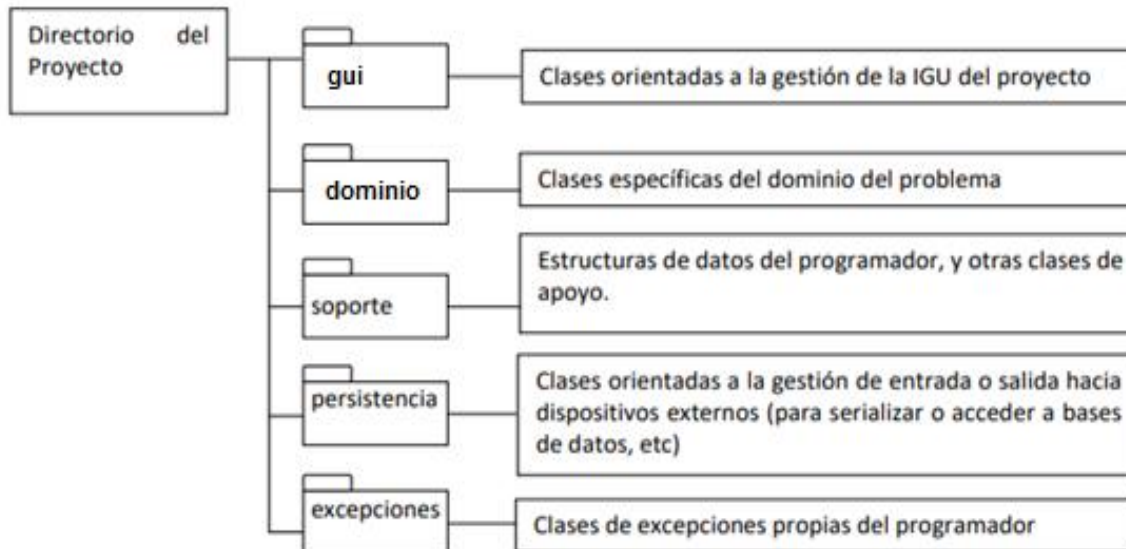 Directorio del
Proyecto
gui
Clases orientadas a la gestión de la IGU del proyecto
dominio
Clases específicas del dominio del problema
soporte
Estructuras de datos del programador, y otras clases de
apoyo.
persistencia
Clases orientadas a la gestión de entrada o salida hacia
dispositivos externos (para serializar o acceder a bases
de datos, etc)
excepciones
Clases de excepciones propias del programador